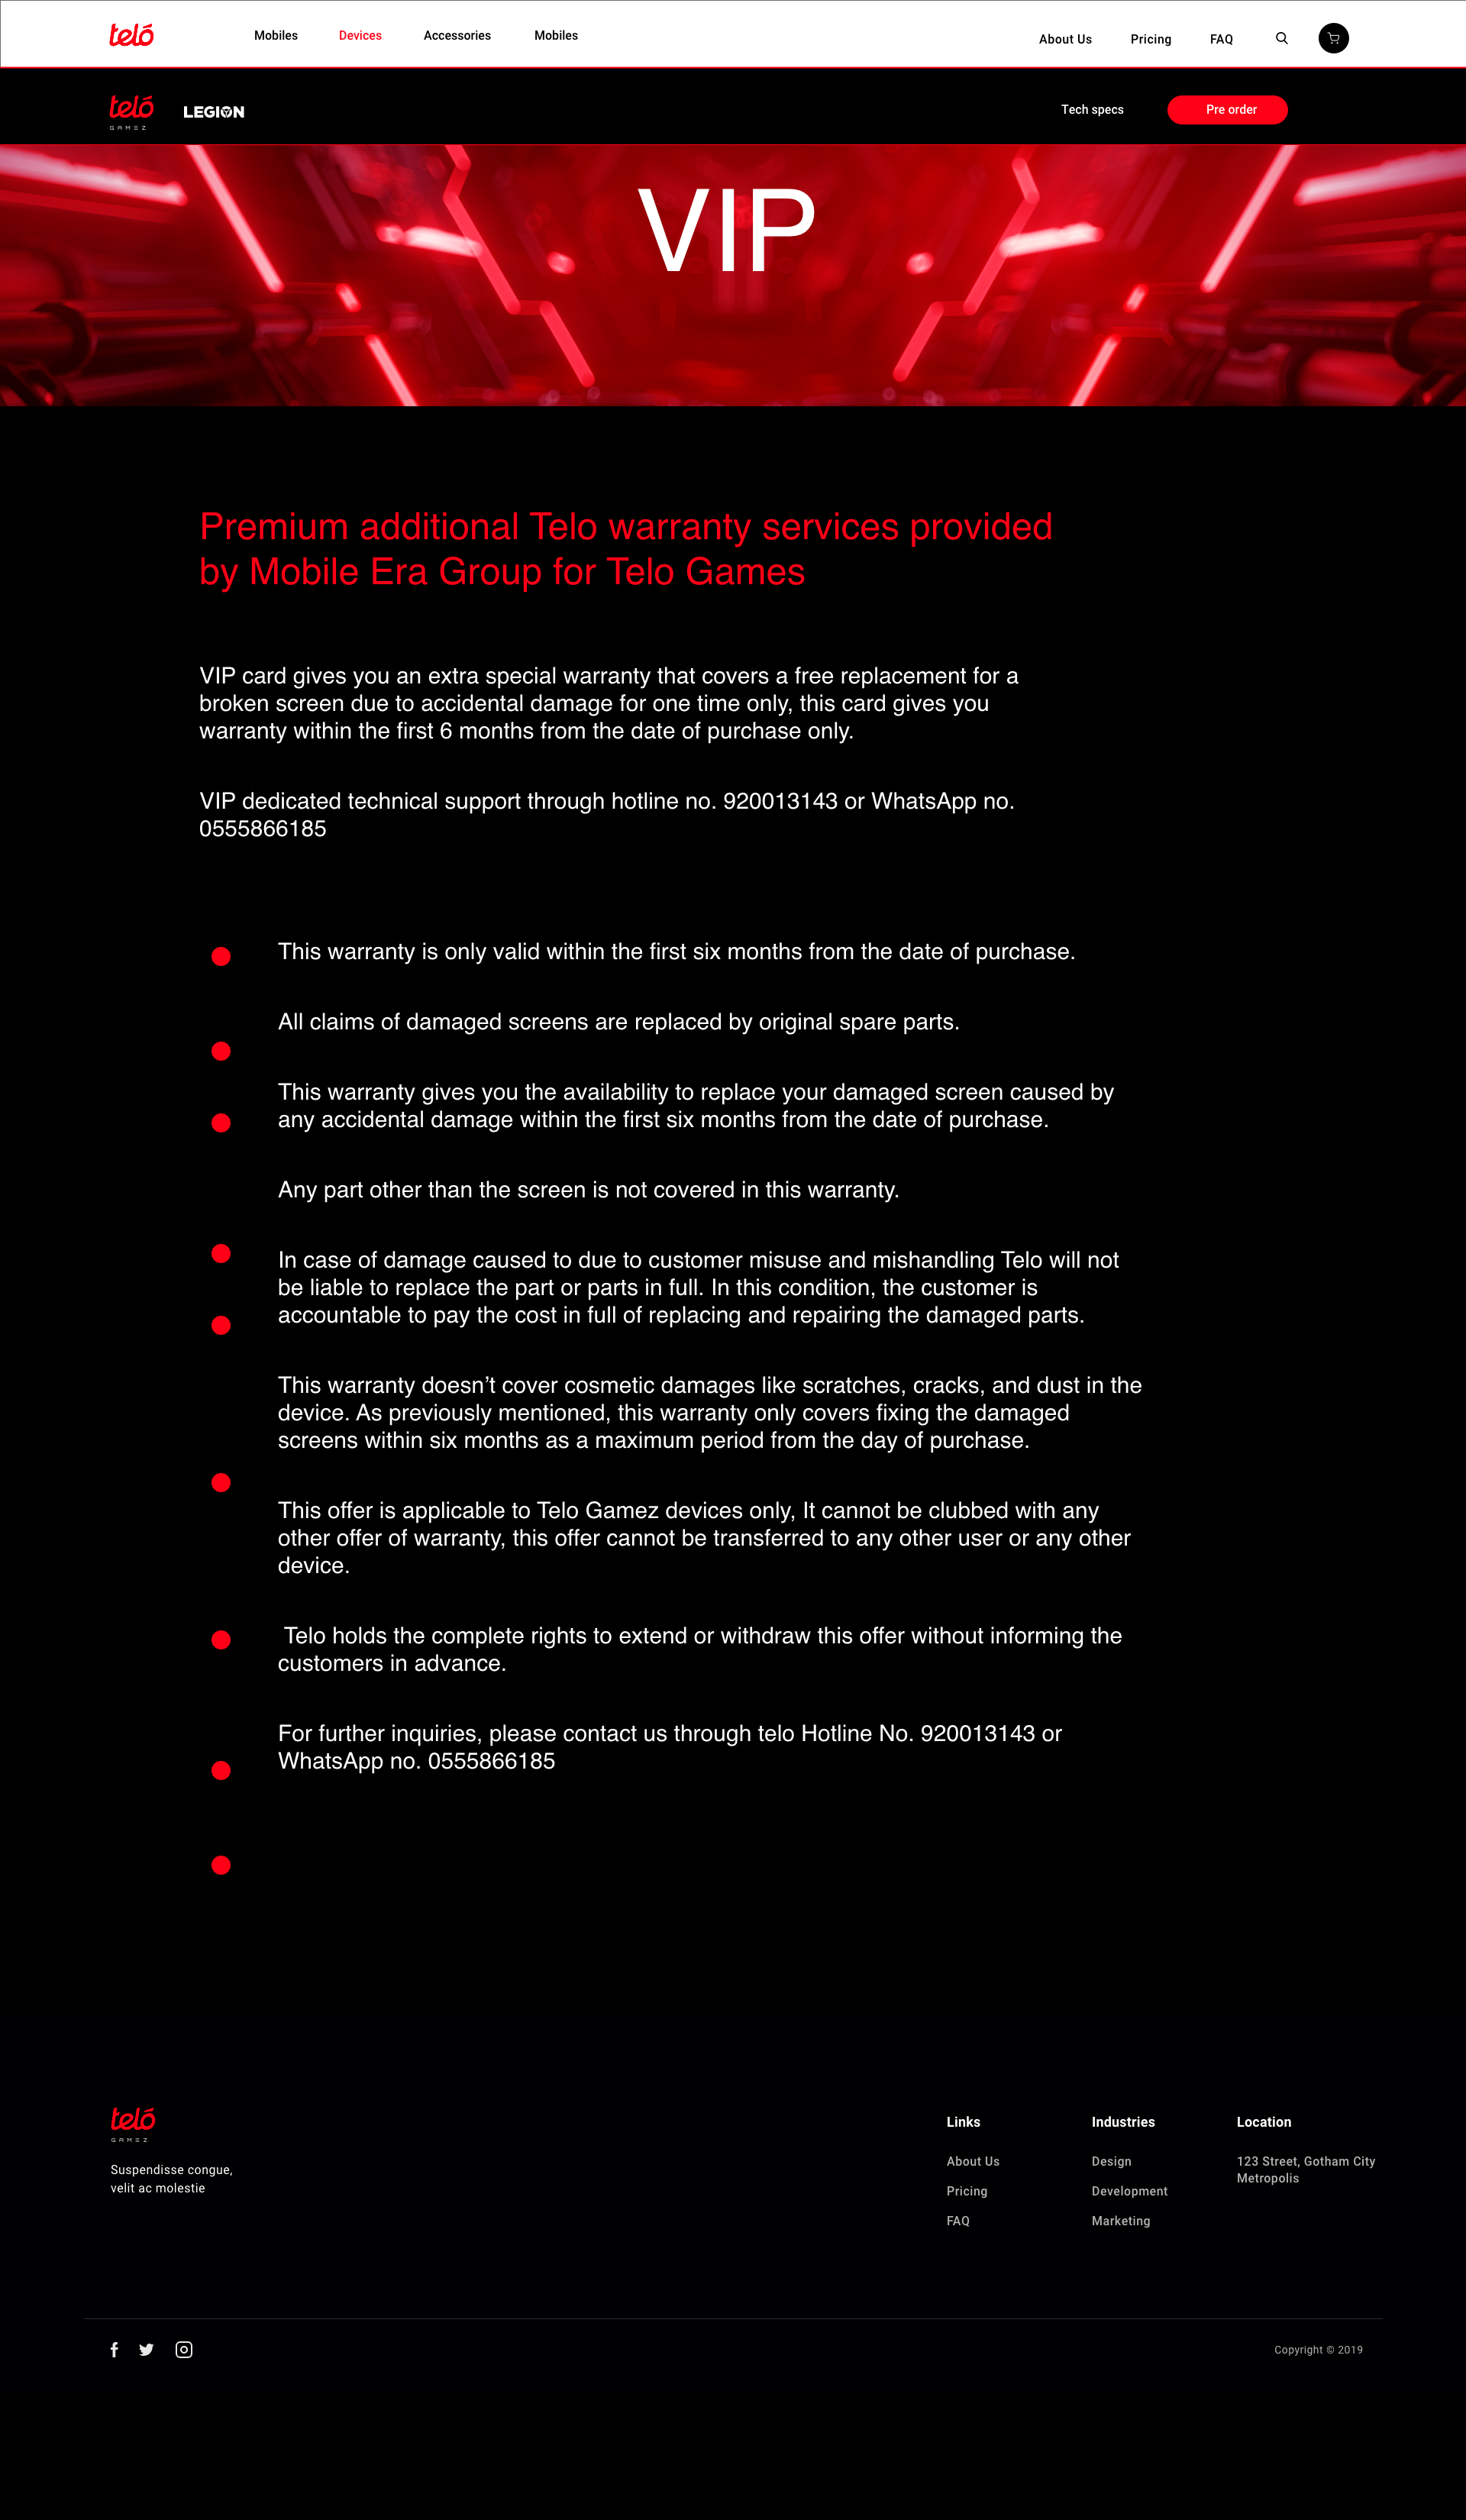 teló
Mobiles
Devices
Accessories
Mobiles
About Us
Pricing
FAQ
teló
GAMEZ
LEGION
Tech specs
Pre order
VIP
Premium additional Telo warranty services provided
by Mobile Era Group for Telo Games
VIP card gives you an extra special warranty that covers a free replacement for a
broken screen due to accidental damage for one time only, this card gives you
warranty within the first 6 months from the date of purchase only.
VIP dedicated technical support through hotline no. 920013143 or WhatsApp no.
0555866185
This warranty is only valid within the first six months from the date of purchase.
All claims of damaged screens are replaced by original spare parts.
This warranty gives you the availability to replace your damaged screen caused by
any accidental damage within the first six months from the date of purchase.
Any part other than the screen is not covered in this warranty.
In case of damage caused to due to customer misuse and mishandling Telo will not
be liable to replace the part or parts in full. In this condition, the customer is
accountable to pay the cost in full of replacing and repairing the damaged parts.
This warranty doesn’t cover cosmetic damages like scratches, cracks, and dust in the
device. As previously mentioned, this warranty only covers fixing the damaged
screens within six months as a maximum period from the day of purchase.
This offer is applicable to Telo Gamez devices only, It cannot be clubbed with any
other offer of warranty, this offer cannot be transferred to any other user or any other
device.
Telo holds the complete rights to extend or withdraw this offer without informing the
customers in advance.
For further inquiries, please contact us through telo Hotline No. 920013143 or
WhatsApp no. 0555866185
teló
GAMEZ
Suspendisse congue,
velit ac molestie
Links
About Us
Pricing
FAQ
Industries
Design
Development
Marketing
Location
123 Street, Gotham City
Metropolis
Copyright © 2019